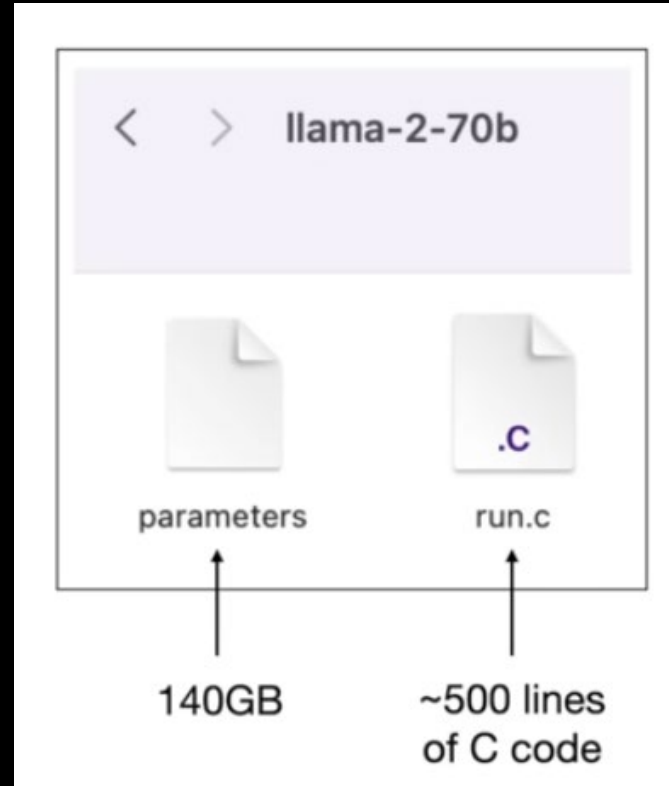 llama-2-70b
.C
parameters
run.c
140GB
~500 lines
of C code